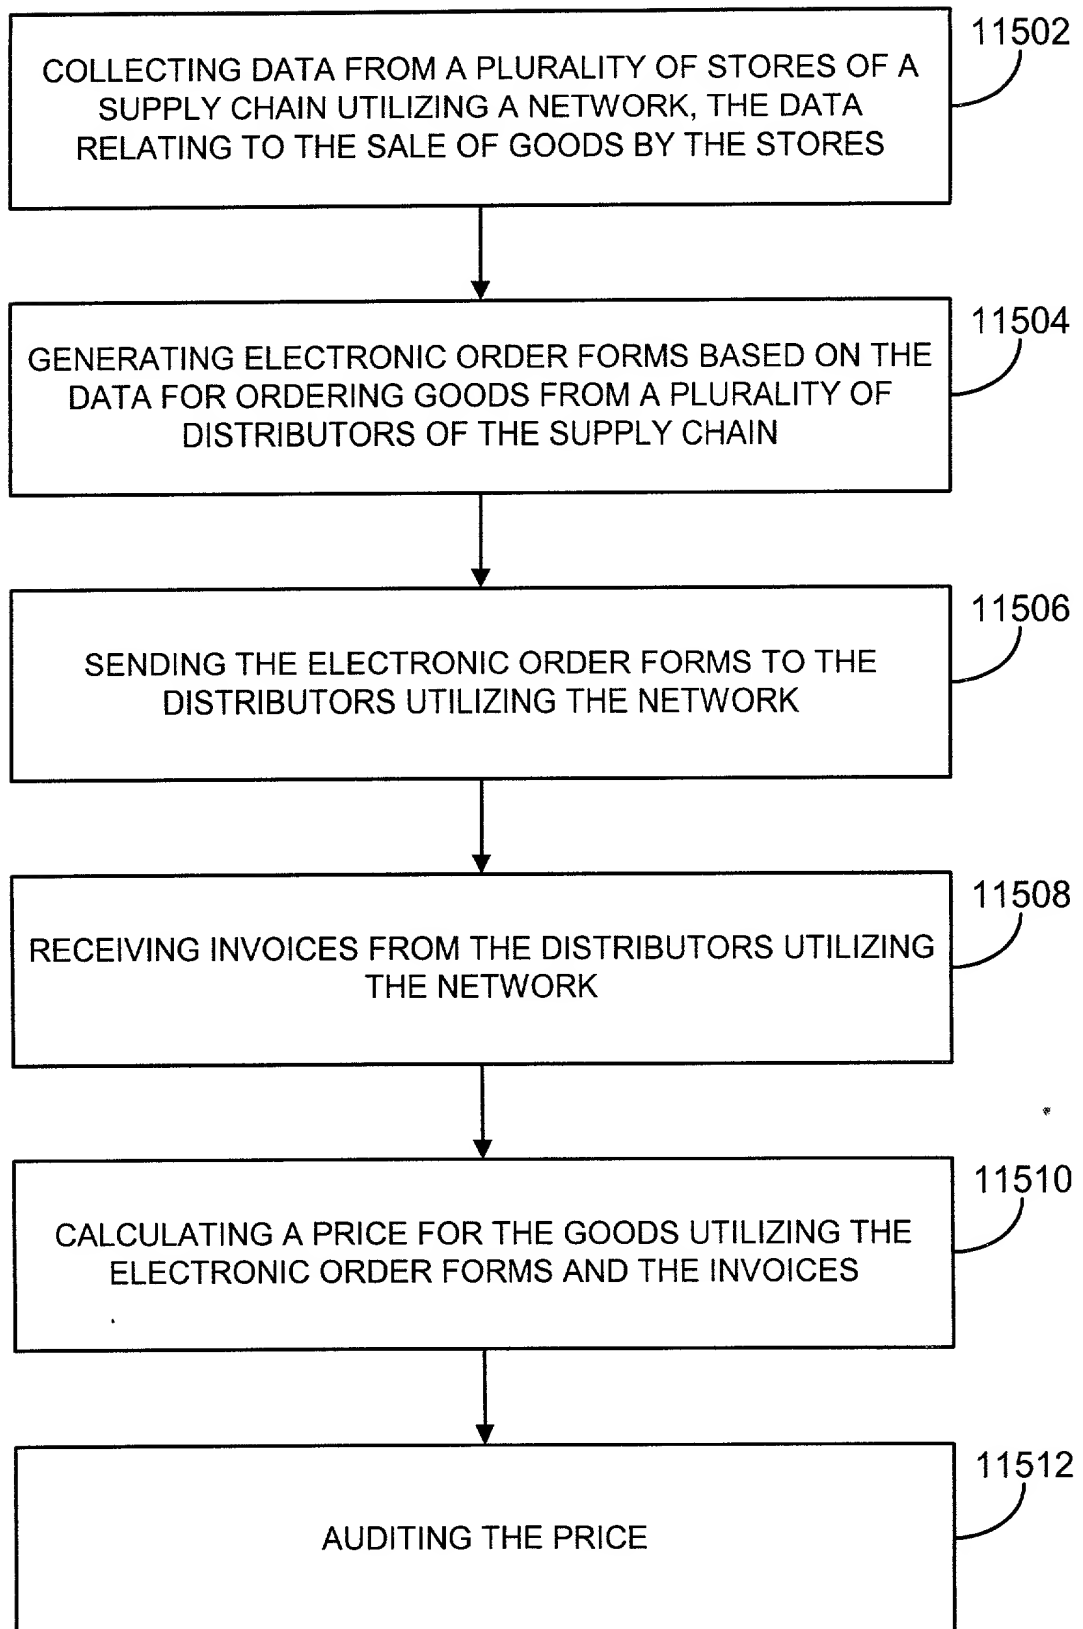 11502
COLLECTING DATA FROM A PLURALITY OF STORES OF A
SUPPLY CHAIN UTILIZING A NETWORK, THE DATA
RELATING TO THE SALE OF GOODS BY THE STORES
11504
GENERATING ELECTRONIC ORDER FORMS BASED ON THE
DATA FOR ORDERING GOODS FROM A PLURALITY OF
DISTRIBUTORS OF THE SUPPLY CHAIN
11506
SENDING THE ELECTRONIC ORDER FORMS TO THE
DISTRIBUTORS UTILIZING THE NETWORK
11508
RECEIVING INVOICES FROM THE DISTRIBUTORS UTILIZING
THE NETWORK
11510
CALCULATING A PRICE FOR THE GOODS UTILIZING THE
ELECTRONIC ORDER FORMS AND THE INVOICES
11512
AUDITING THE PRICE